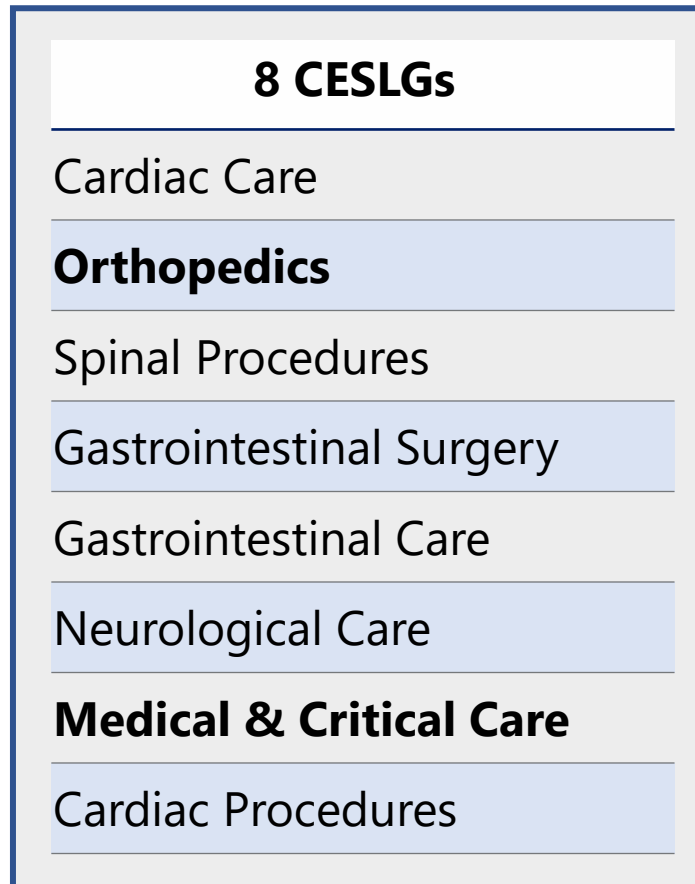 8 CESLGs
Cardiac Care
Orthopedics
Spinal Procedures
Gastrointestinal Surgery
Gastrointestinal Care
Neurological Care
Medical & Critical Care
Cardiac Procedures